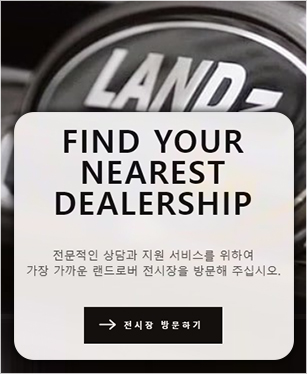 LAND-
FIND YOUR
NEAREST
DEALERSHIP
전문적인 상담과 지원 서비스를 위하여
가장 가까운 랜드로버 전시장을 방문해 주십시오.
전시장 방문하기